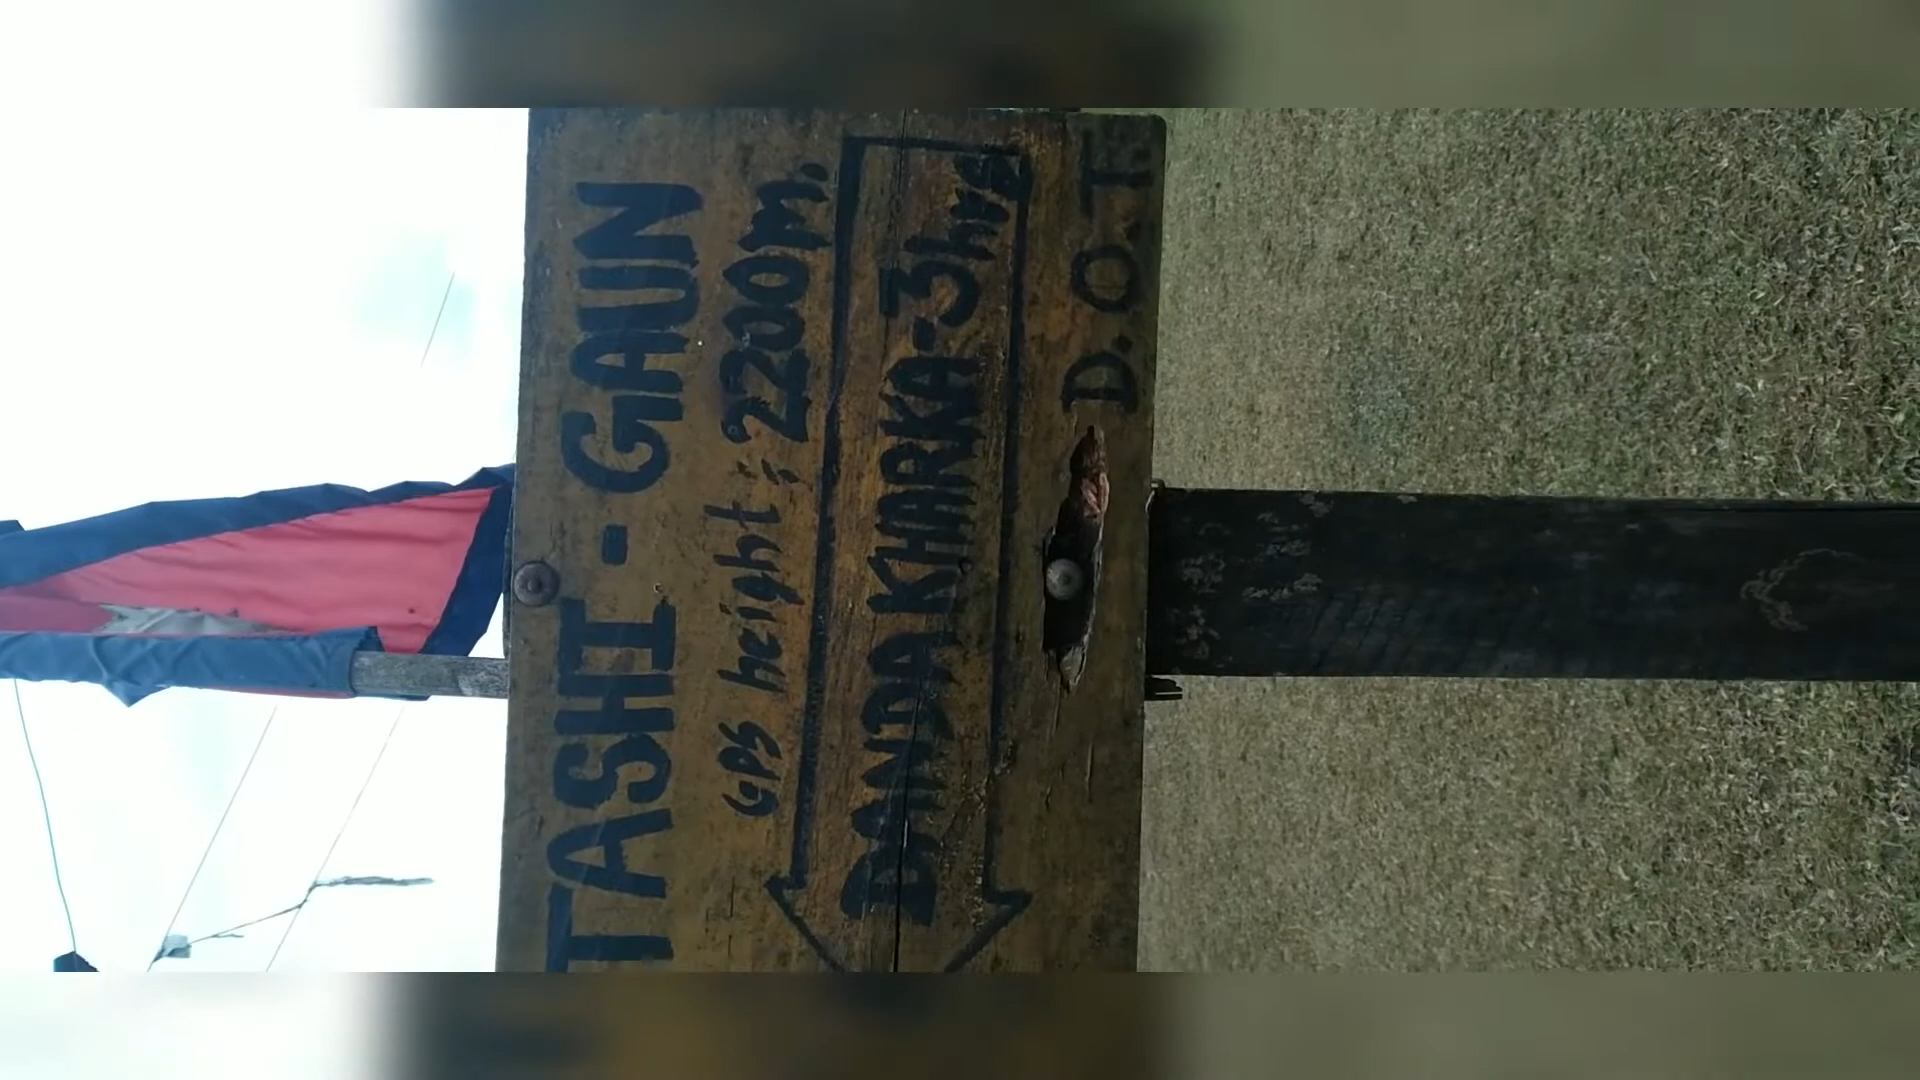 TASHI - GAUN
GPS height: 2200m.
DANDA KHARKA-3hrs
D.O.T.